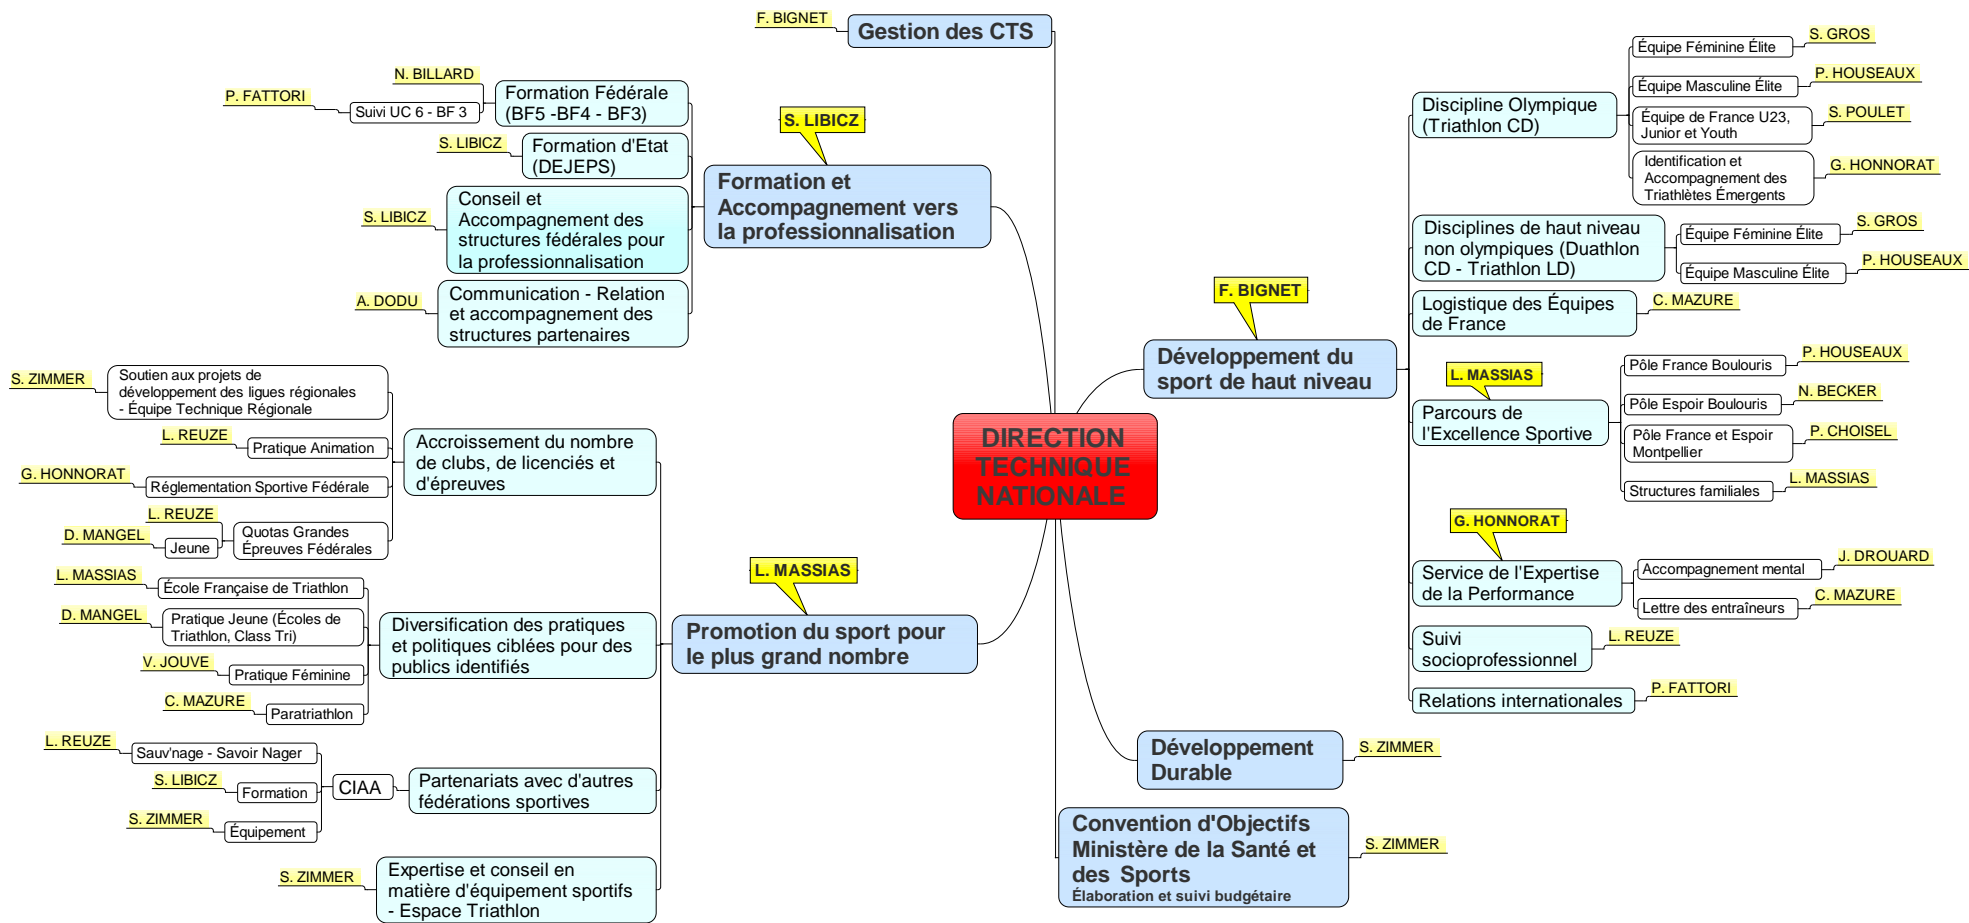 F. BIGNET
Gestion des CTS
N. BILLARD
P. FATTORI
Suivi UC 6 - BF 3
Formation Fédérale
(BF5 -BF4 - BF3)
S. LIBICZ
Formation d'Etat
(DEJEPS)
S. LIBICZ
Conseil et
Accompagnement des
structures fédérales pour
la professionnalisation
A. DODU
Communication - Relation
et accompagnement des
structures partenaires
S. LIBICZ
Formation et
Accompagnement vers
la professionnalisation
S. ZIMMER
Soutien aux projets de
développement des ligues régionales
- Équipe Technique Régionale
L. REUZE
Pratique Animation
G. HONNORAT
Réglementation Sportive Fédérale
L. REUZE
D. MANGEL
Jeune
Quotas Grandes
Épreuves Fédérales
Accroissement du nombre
de clubs, de licenciés et
d'épreuves
L. MASSIAS
École Française de Triathlon
D. MANGEL
Pratique Jeune (Écoles de
Triathlon, Class Tri)
V. JOUVE
Pratique Féminine
C. MAZURE
Paratriathlon
Diversification des pratiques
et politiques ciblées pour des
publics identifiés
L. REUZE
Sauv'nage - Savoir Nager
S. LIBICZ
Formation
S. ZIMMER
Équipement
CIAA
Partenariats avec d'autres
fédérations sportives
S. ZIMMER
Expertise et conseil en
matière d'équipement sportifs
- Espace Triathlon
L. MASSIAS
Promotion du sport pour
le plus grand nombre
DIRECTION
TECHNIQUE
NATIONALE
F. BIGNET
Développement du
sport de haut niveau
Discipline Olympique
(Triathlon CD)
Équipe Féminine Élite
S. GROS
Équipe Masculine Élite
P. HOUSEAUX
Équipe de France U23,
Junior et Youth
S. POULET
Identification et
Accompagnement des
Triathlètes Émergents
G. HONNORAT
Disciplines de haut niveau
non olympiques (Duathlon
CD - Triathlon LD)
Équipe Féminine Élite
S. GROS
Équipe Masculine Élite
P. HOUSEAUX
Logistique des Équipes
de France
C. MAZURE
L. MASSIAS
Parcours de
l'Excellence Sportive
Pôle France Boulouris
P. HOUSEAUX
Pôle Espoir Boulouris
N. BECKER
Pôle France et Espoir
Montpellier
P. CHOISEL
Structures familiales
L. MASSIAS
G. HONNORAT
Service de l'Expertise
de la Performance
Accompagnement mental
J. DROUARD
Lettre des entraîneurs
C. MAZURE
Suivi
socioprofessionnel
L. REUZE
Relations internationales
P. FATTORI
Développement
Durable
S. ZIMMER
Convention d'Objectifs
Ministère de la Santé et
des Sports
Élaboration et suivi budgétaire
S. ZIMMER